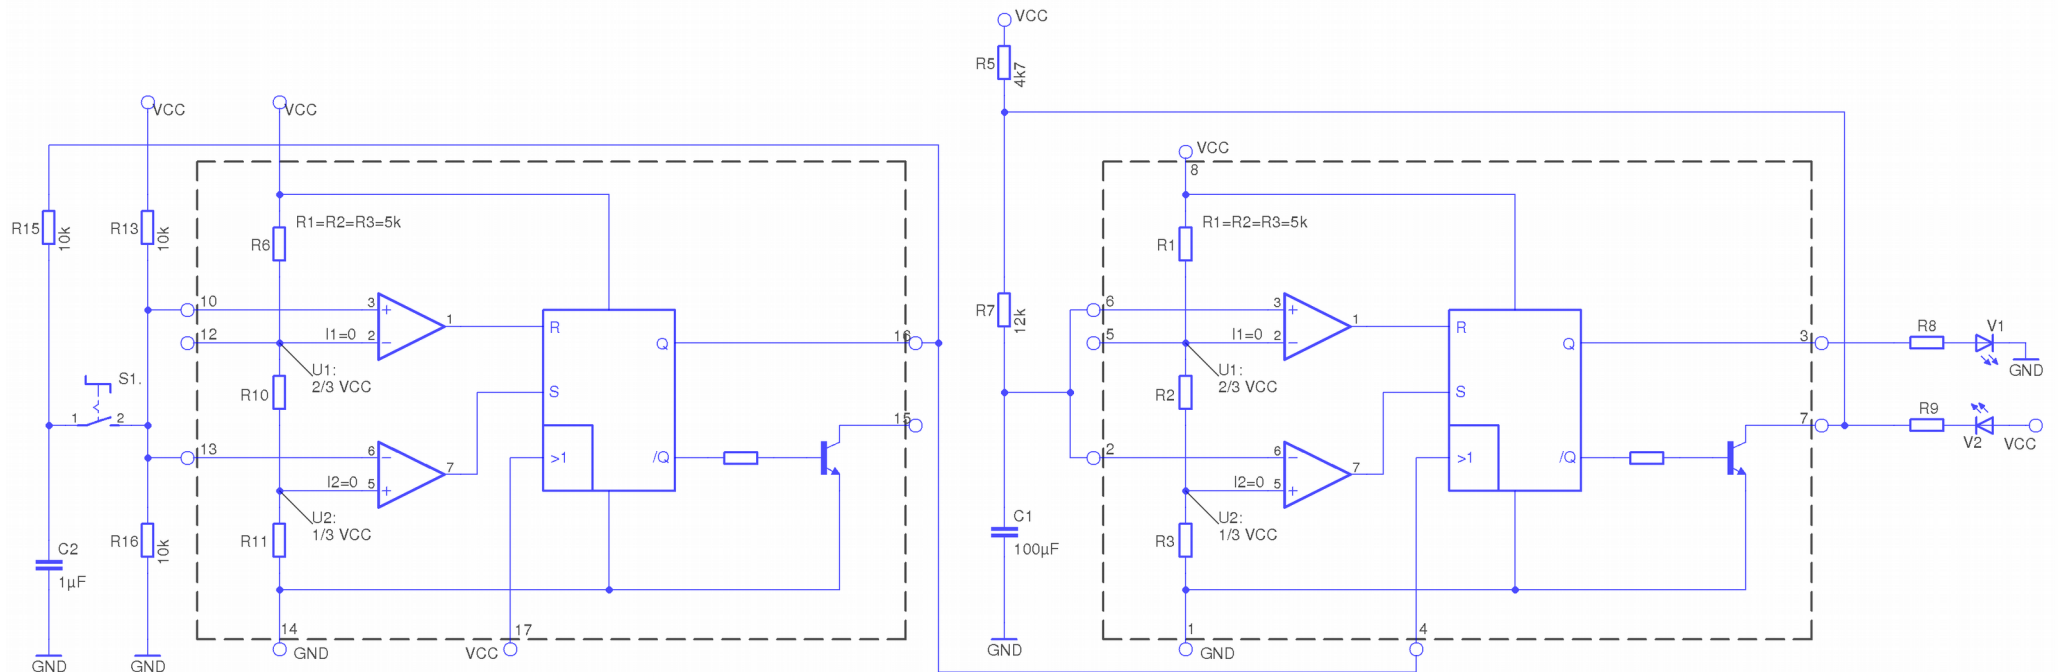 VCC
R5
4k7
VCC
VCC
VCC
8
R15
10k
R13
10k
R6
R1=R2=R3=5k
R1
R1=R2=R3=5k
10
3
+
1
R
12
I1=0
2
−
Q
16
U1:
2/3 VCC
R10
S
S1.
1
2
15
13
6
−
7
>1
/Q
I2=0
5
+
U2:
1/3 VCC
R11
R16
10k
C2
1µF
14
GND
17
VCC
GND
GND
R7
12k
6
3
+
1
R
5
I1=0
2
−
Q
3
R8
V1
GND
U1:
2/3 VCC
R2
S
7
R9
V2
VCC
2
6
−
7
>1
/Q
I2=0
5
+
U2:
1/3 VCC
R3
C1
100µF
GND
1
GND
4